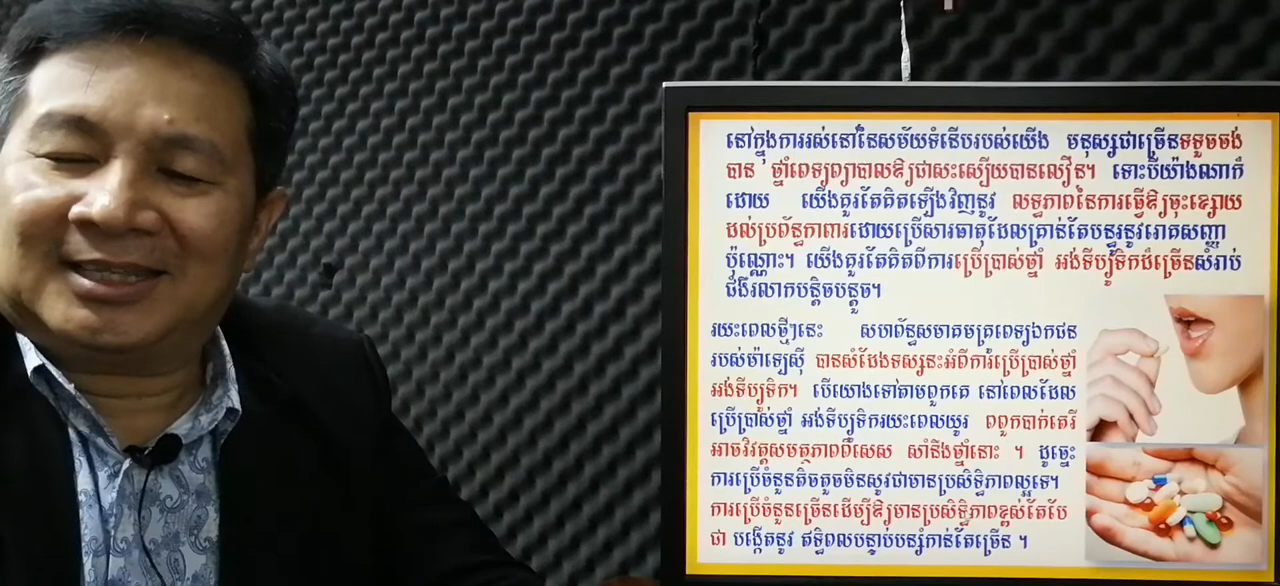 នៅក្នុងការរស់នៅនៃសម័យទំនើបរបស់យើង មនុស្សជាច្រើនទទួចចង់
បាន ថ្នាំពេទ្យព្យាបាលឱ្យជាសះស្បើយបានលឿន។ ទោះបីយ៉ាងណាក៏
ដោយ យើងគួរតែគិតឡើងវិញនូវ លទ្ធភាពនៃការធ្វើឱ្យចុះខ្សោយ
ដល់ប្រព័ន្ធការពារដោយប្រើសារធាតុដែលគ្រាន់តែបន្ធូរនូវរោគសញ្ញា
ប៉ុណ្ណោះ។ យើងគួរតែគិតពីការប្រើប្រាស់ថ្នាំ អង់ទីប្យូទិកដ៏ច្រើនសំរាប់
ជំងឺរលាកបន្តិចបន្តួច។
រយៈពេលថ្មីៗនេះ សហព័ន្ធសមាគមគ្រូពេទ្យឯកជន
របស់ម៉ាឡេស៊ី បានសំដែងទស្សនៈអំពីការប្រើប្រាស់ថ្នាំ
អង់ទីប្យូទិក។ បើយោងទៅតាមពួកគេ នៅពេលដែល
ប្រើប្រាស់ថ្នាំ អង់ទីប្យូទិករយៈពេលយូរ ពពួកបាក់តេរី
អាចវិវត្តសមត្ថភាពពិសេស សាំនឹងថ្នាំនោះ ។ ដូច្នេះ
ការប្រើចំនួនតិចតួចមិនសូវជាមានប្រសិទ្ធិភាពល្អទេ។
ការប្រើចំនួនច្រើនដើម្បីឱ្យមានប្រសិទ្ធិភាពខ្ពស់តែបែ
ជា បង្កើតនូវ ឥទ្ធិពលបន្ទាប់បន្សំកាន់តែច្រើន ។